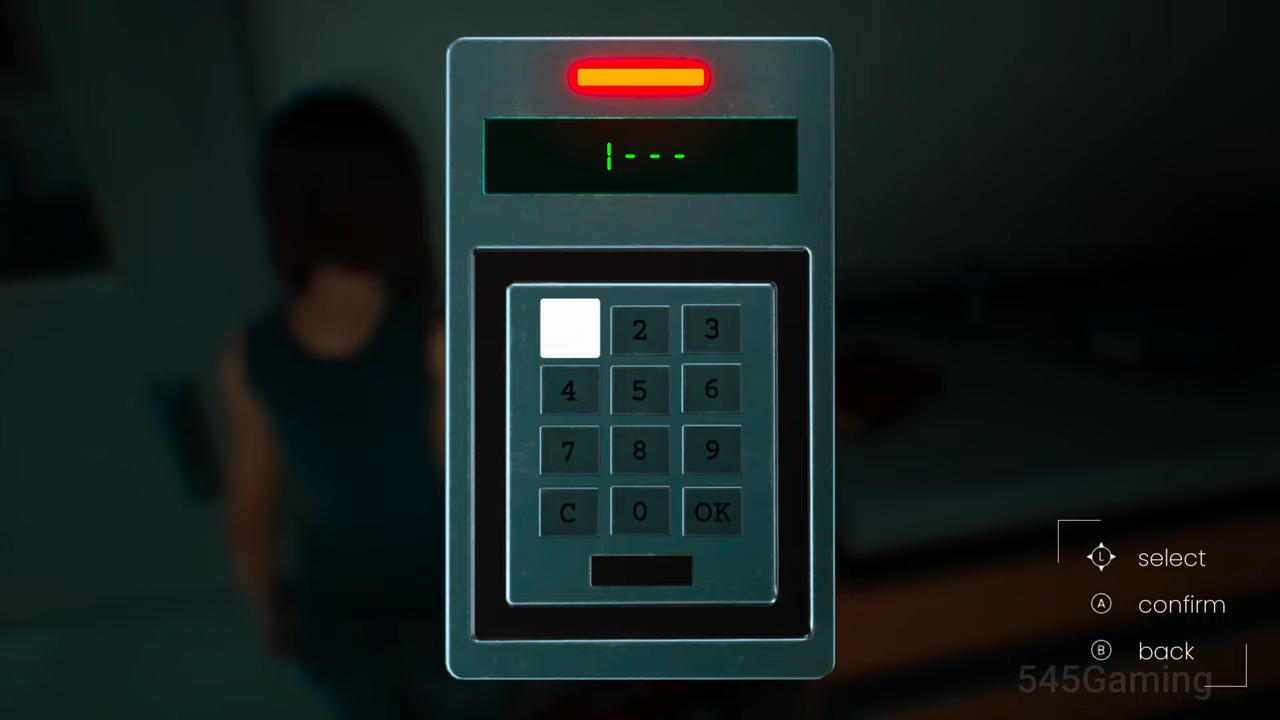 1---
2 3
4 5 6
7 8 9
C 0 OK
L select
A confirm
B back
545Gaming